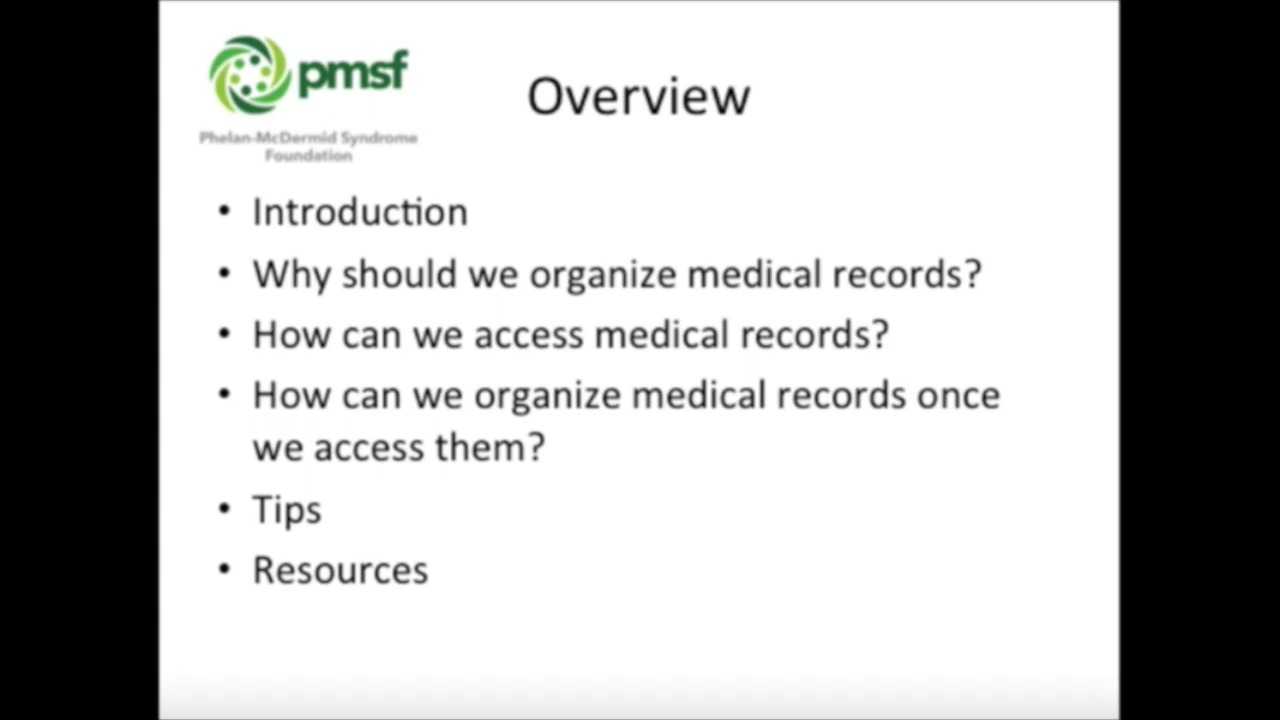 pmsf
Phelan-McDermid Syndrome
Foundation
Overview
• Introduction
• Why should we organize medical records?
• How can we access medical records?
• How can we organize medical records once
we access them?
• Tips
• Resources